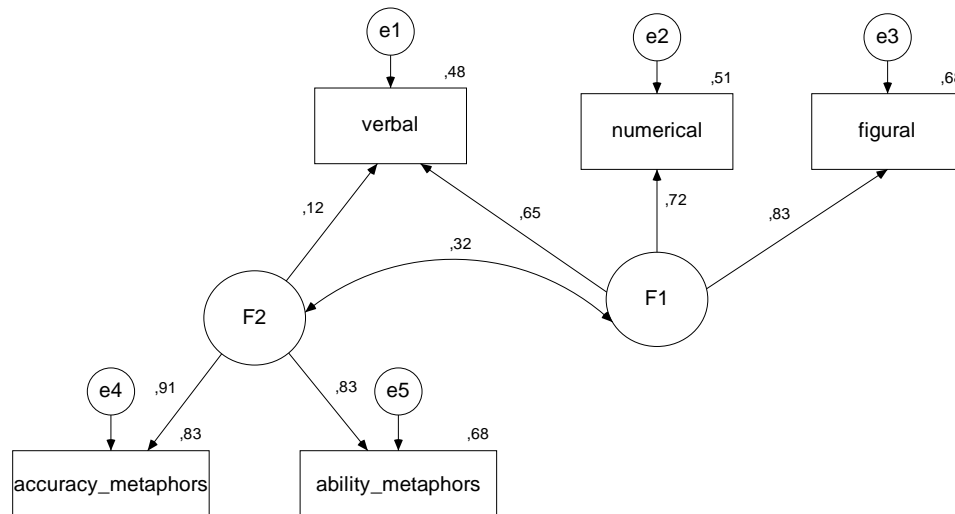 e1
e2
e3
,48
,51
verbal
numerical
figural
,12
,65
,72
,83
,32
F2
F1
e4
,91
,83
e5
,83
,68
accuracy_metaphors
ability_metaphors